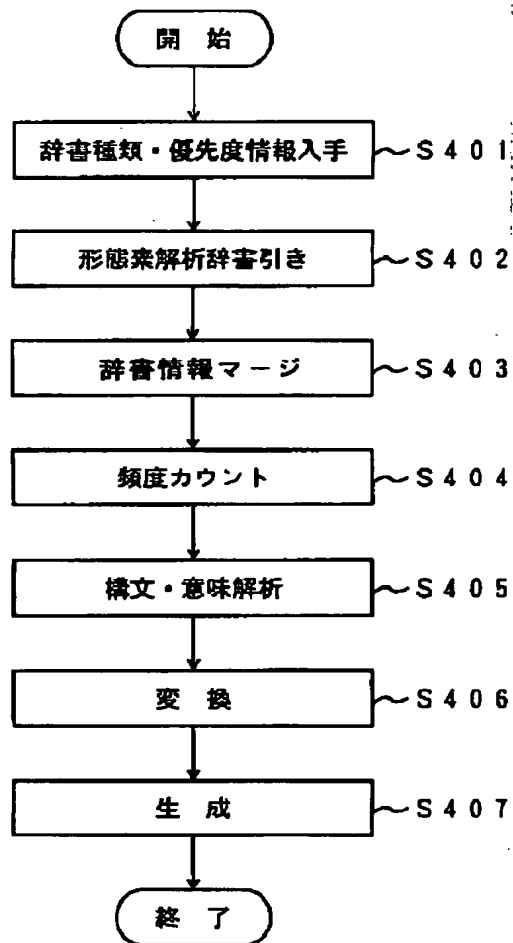 開 始
辞書種類・優先度情報入手 ～S401
形態素解析辞書引き ～S402
辞書情報マージ ～S403
頻度カウント ～S404
構文・意味解析 ～S405
変 換 ～S406
生 成 ～S407
終 了